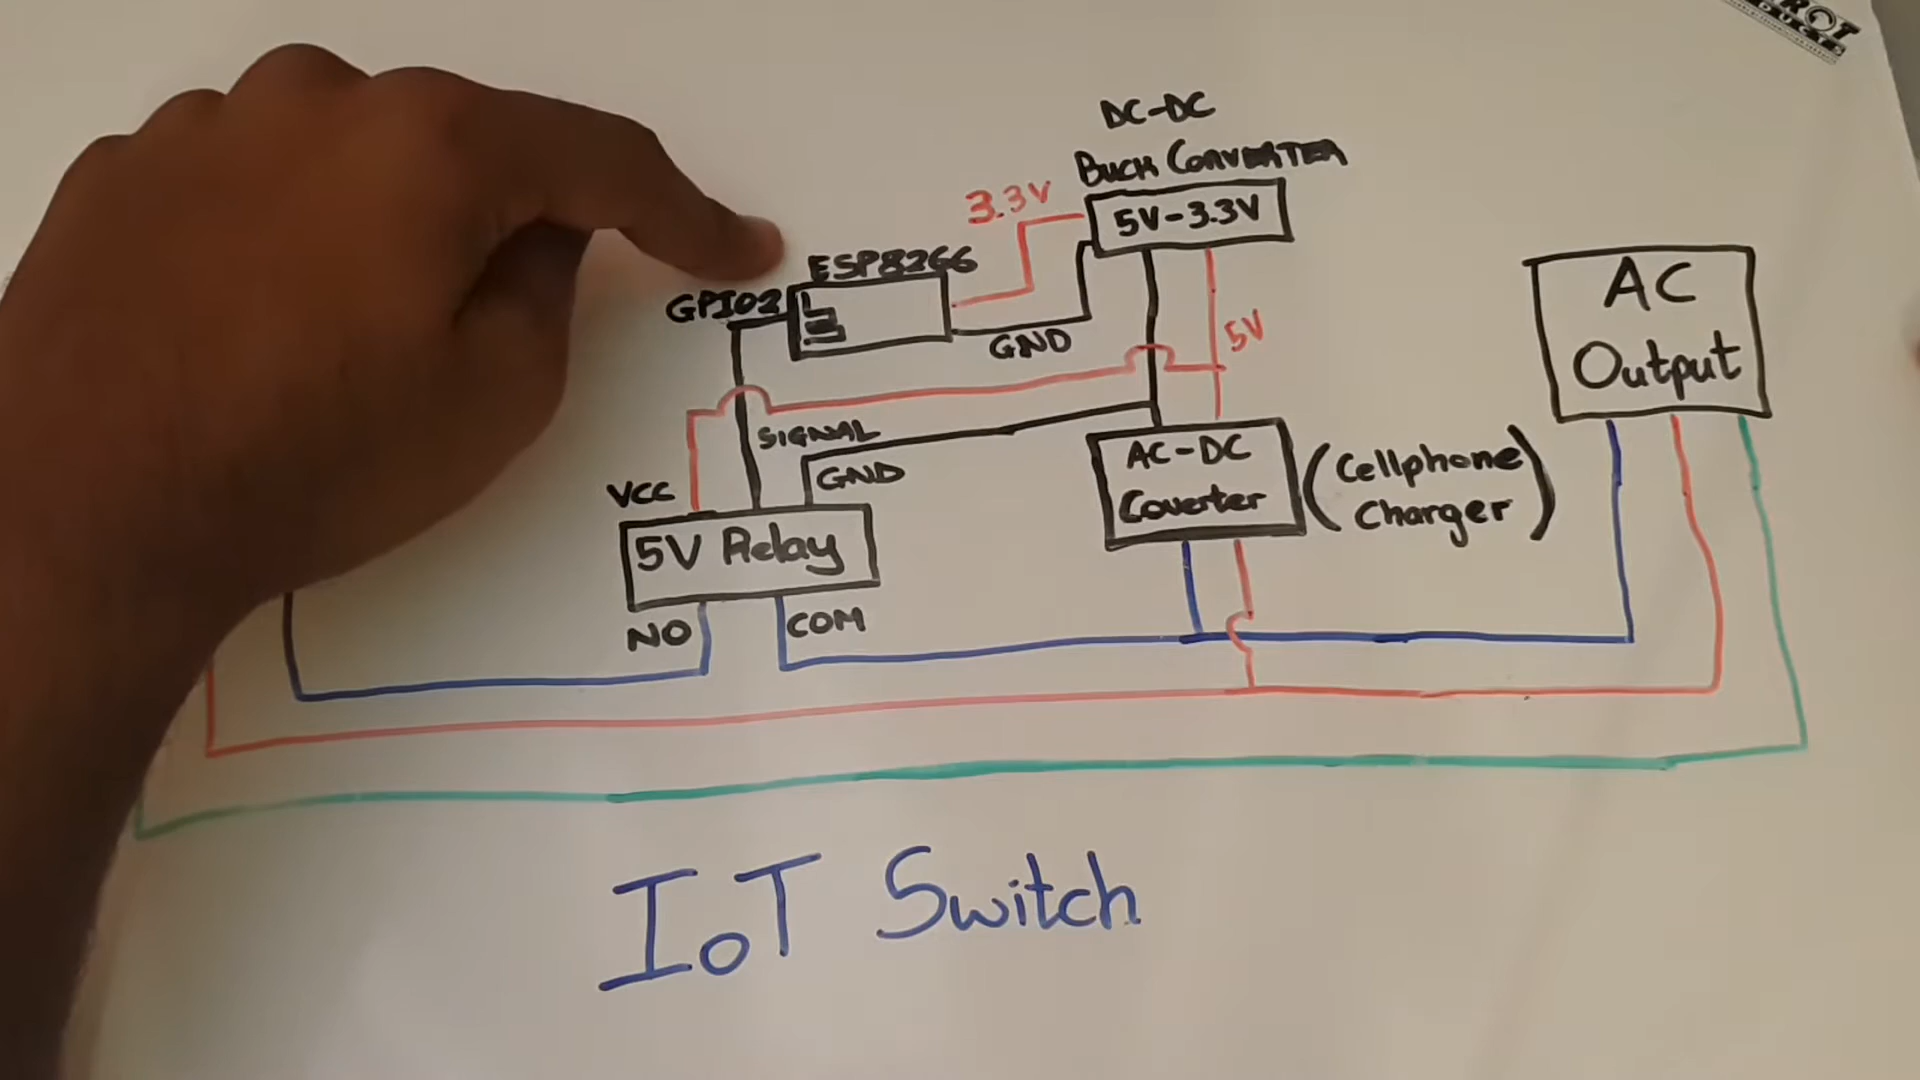 DC-DC
BUCK CONVERTER
3.3V
5V-3.3V
ESP8266
GPIO2
GND
5V
AC
Output
SIGNAL
GND
VCC
AC-DC
Coverter
(Cellphone
Charger)
5V Relay
NO
COM
IoT Switch